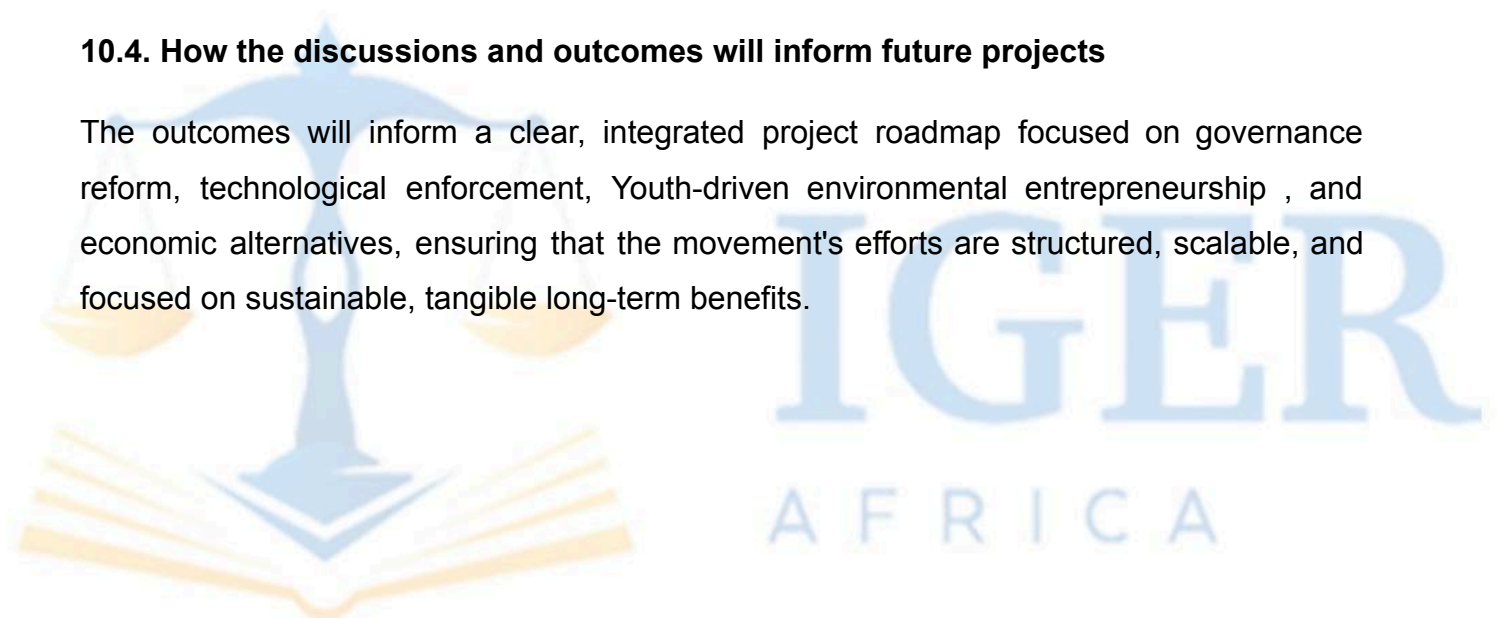 10.4. How the discussions and outcomes will inform future projects
The outcomes will inform a clear, integrated project roadmap focused on governance
reform, technological enforcement, Youth-driven environmental entrepreneurship , and
economic alternatives, ensuring that the movement's efforts are structured, scalable, and
focused on sustainable, tangible long-term benefits.
IGER
AFRICA